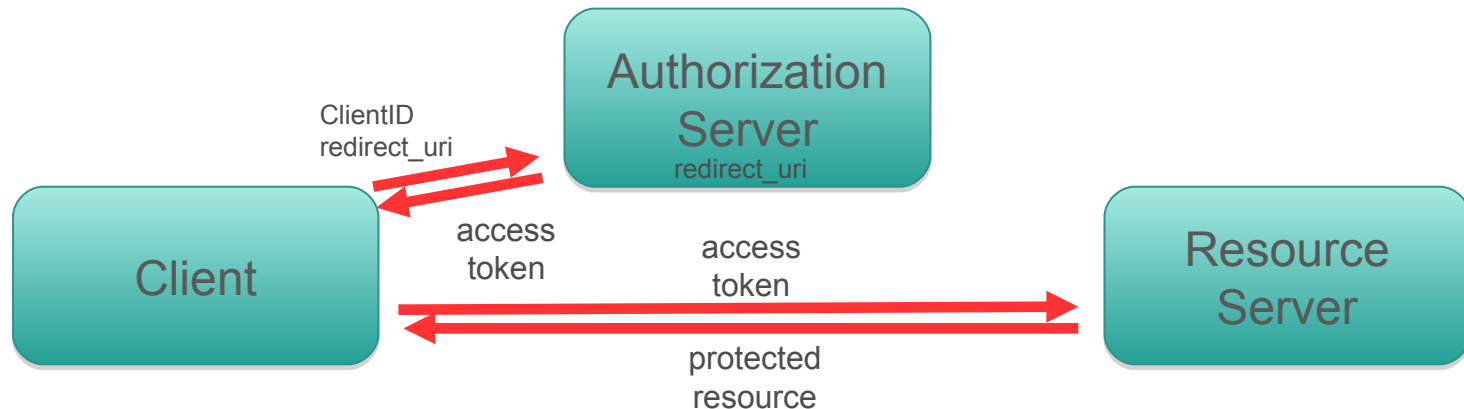 Authorization
Server
redirect_uri
ClientID
redirect_uri
Client
access
token
access
token
Resource
Server
protected
resource